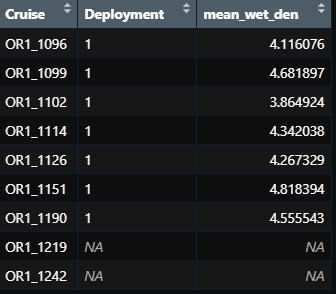 Cruise Deployment mean_wet_den
OR1_1096 1 4.116076
OR1_1099 1 4.681897
OR1_1102 1 3.864924
OR1_1114 1 4.342038
OR1_1126 1 4.267329
OR1_1151 1 4.818394
OR1_1190 1 4.555543
OR1_1219 NA NA
OR1_1242 NA NA